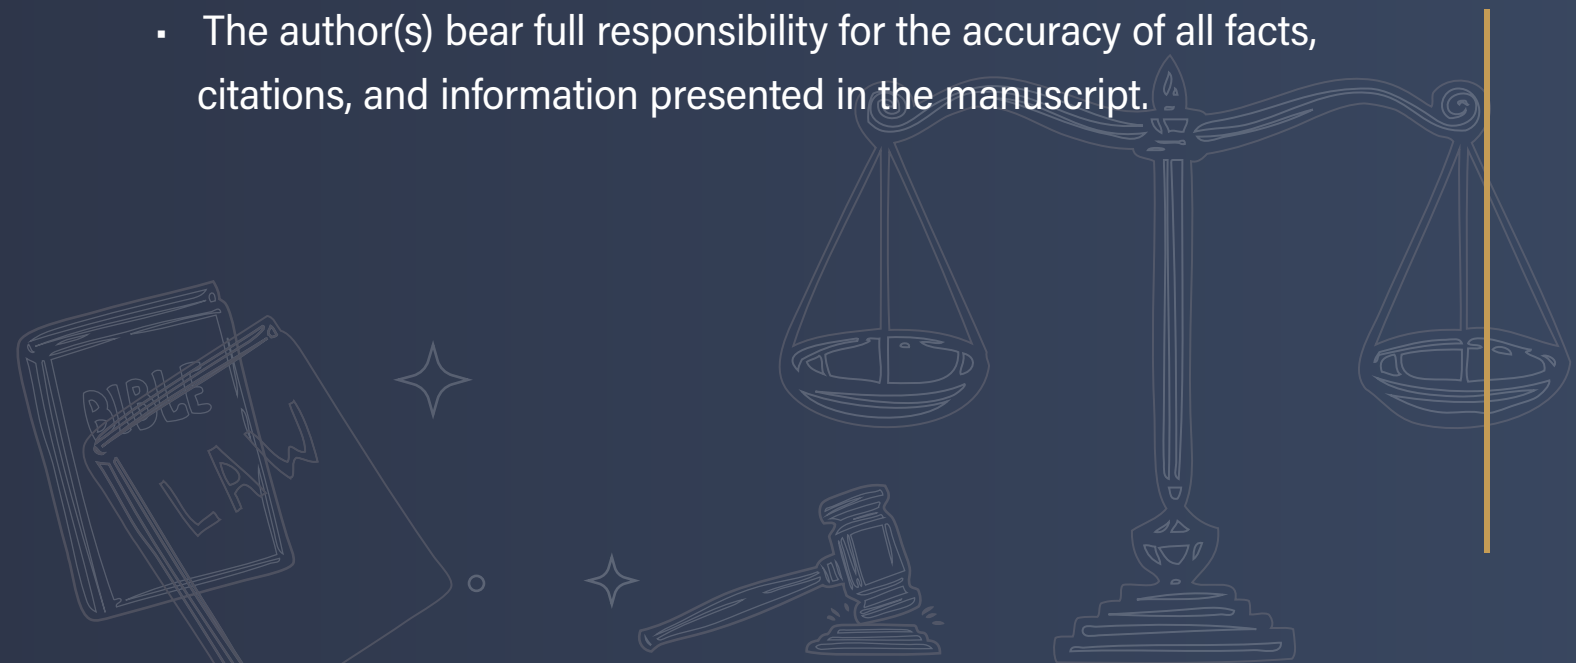 ▪ The author(s) bear full responsibility for the accuracy of all facts,
citations, and information presented in the manuscript.
BIBLE
LAW